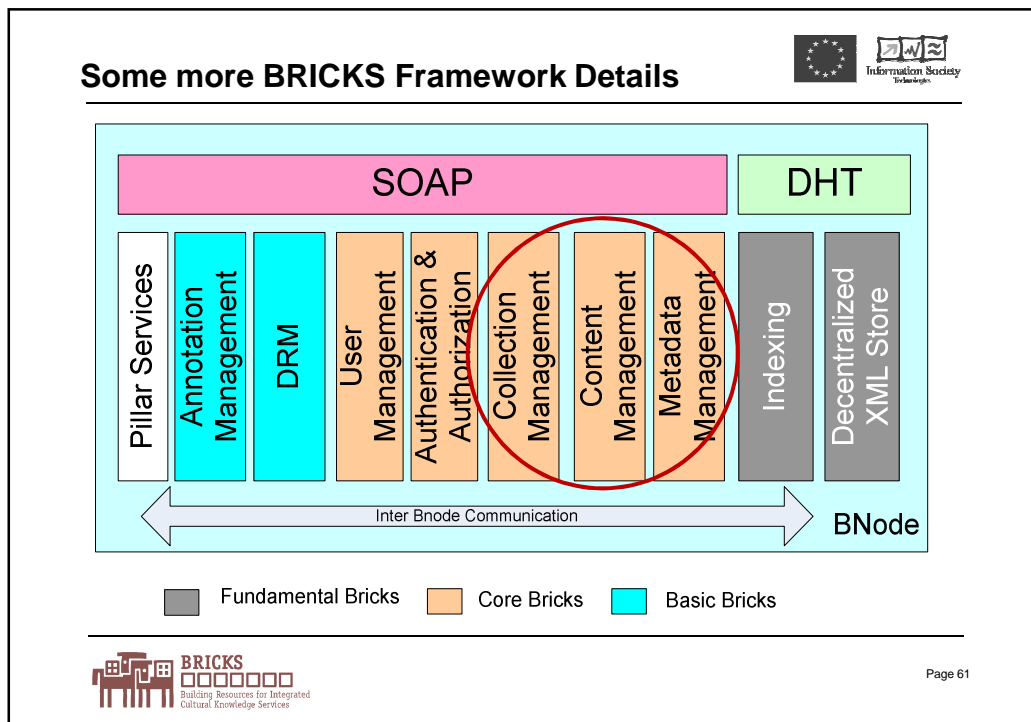 Some more BRICKS Framework Details
Information Society
Technologies
SOAP
DHT
Pillar Services
Annotation
Management
DRM
User
Management
Authentication &
Authorization
Collection
Management
Content
Management
Metadata
Management
Indexing
Decentralized
XML Store
Inter Bnode Communication
BNode
Fundamental Bricks
Core Bricks
Basic Bricks
BRICKS
Building Resources for Integrated
Cultural Knowledge Services
Page 61